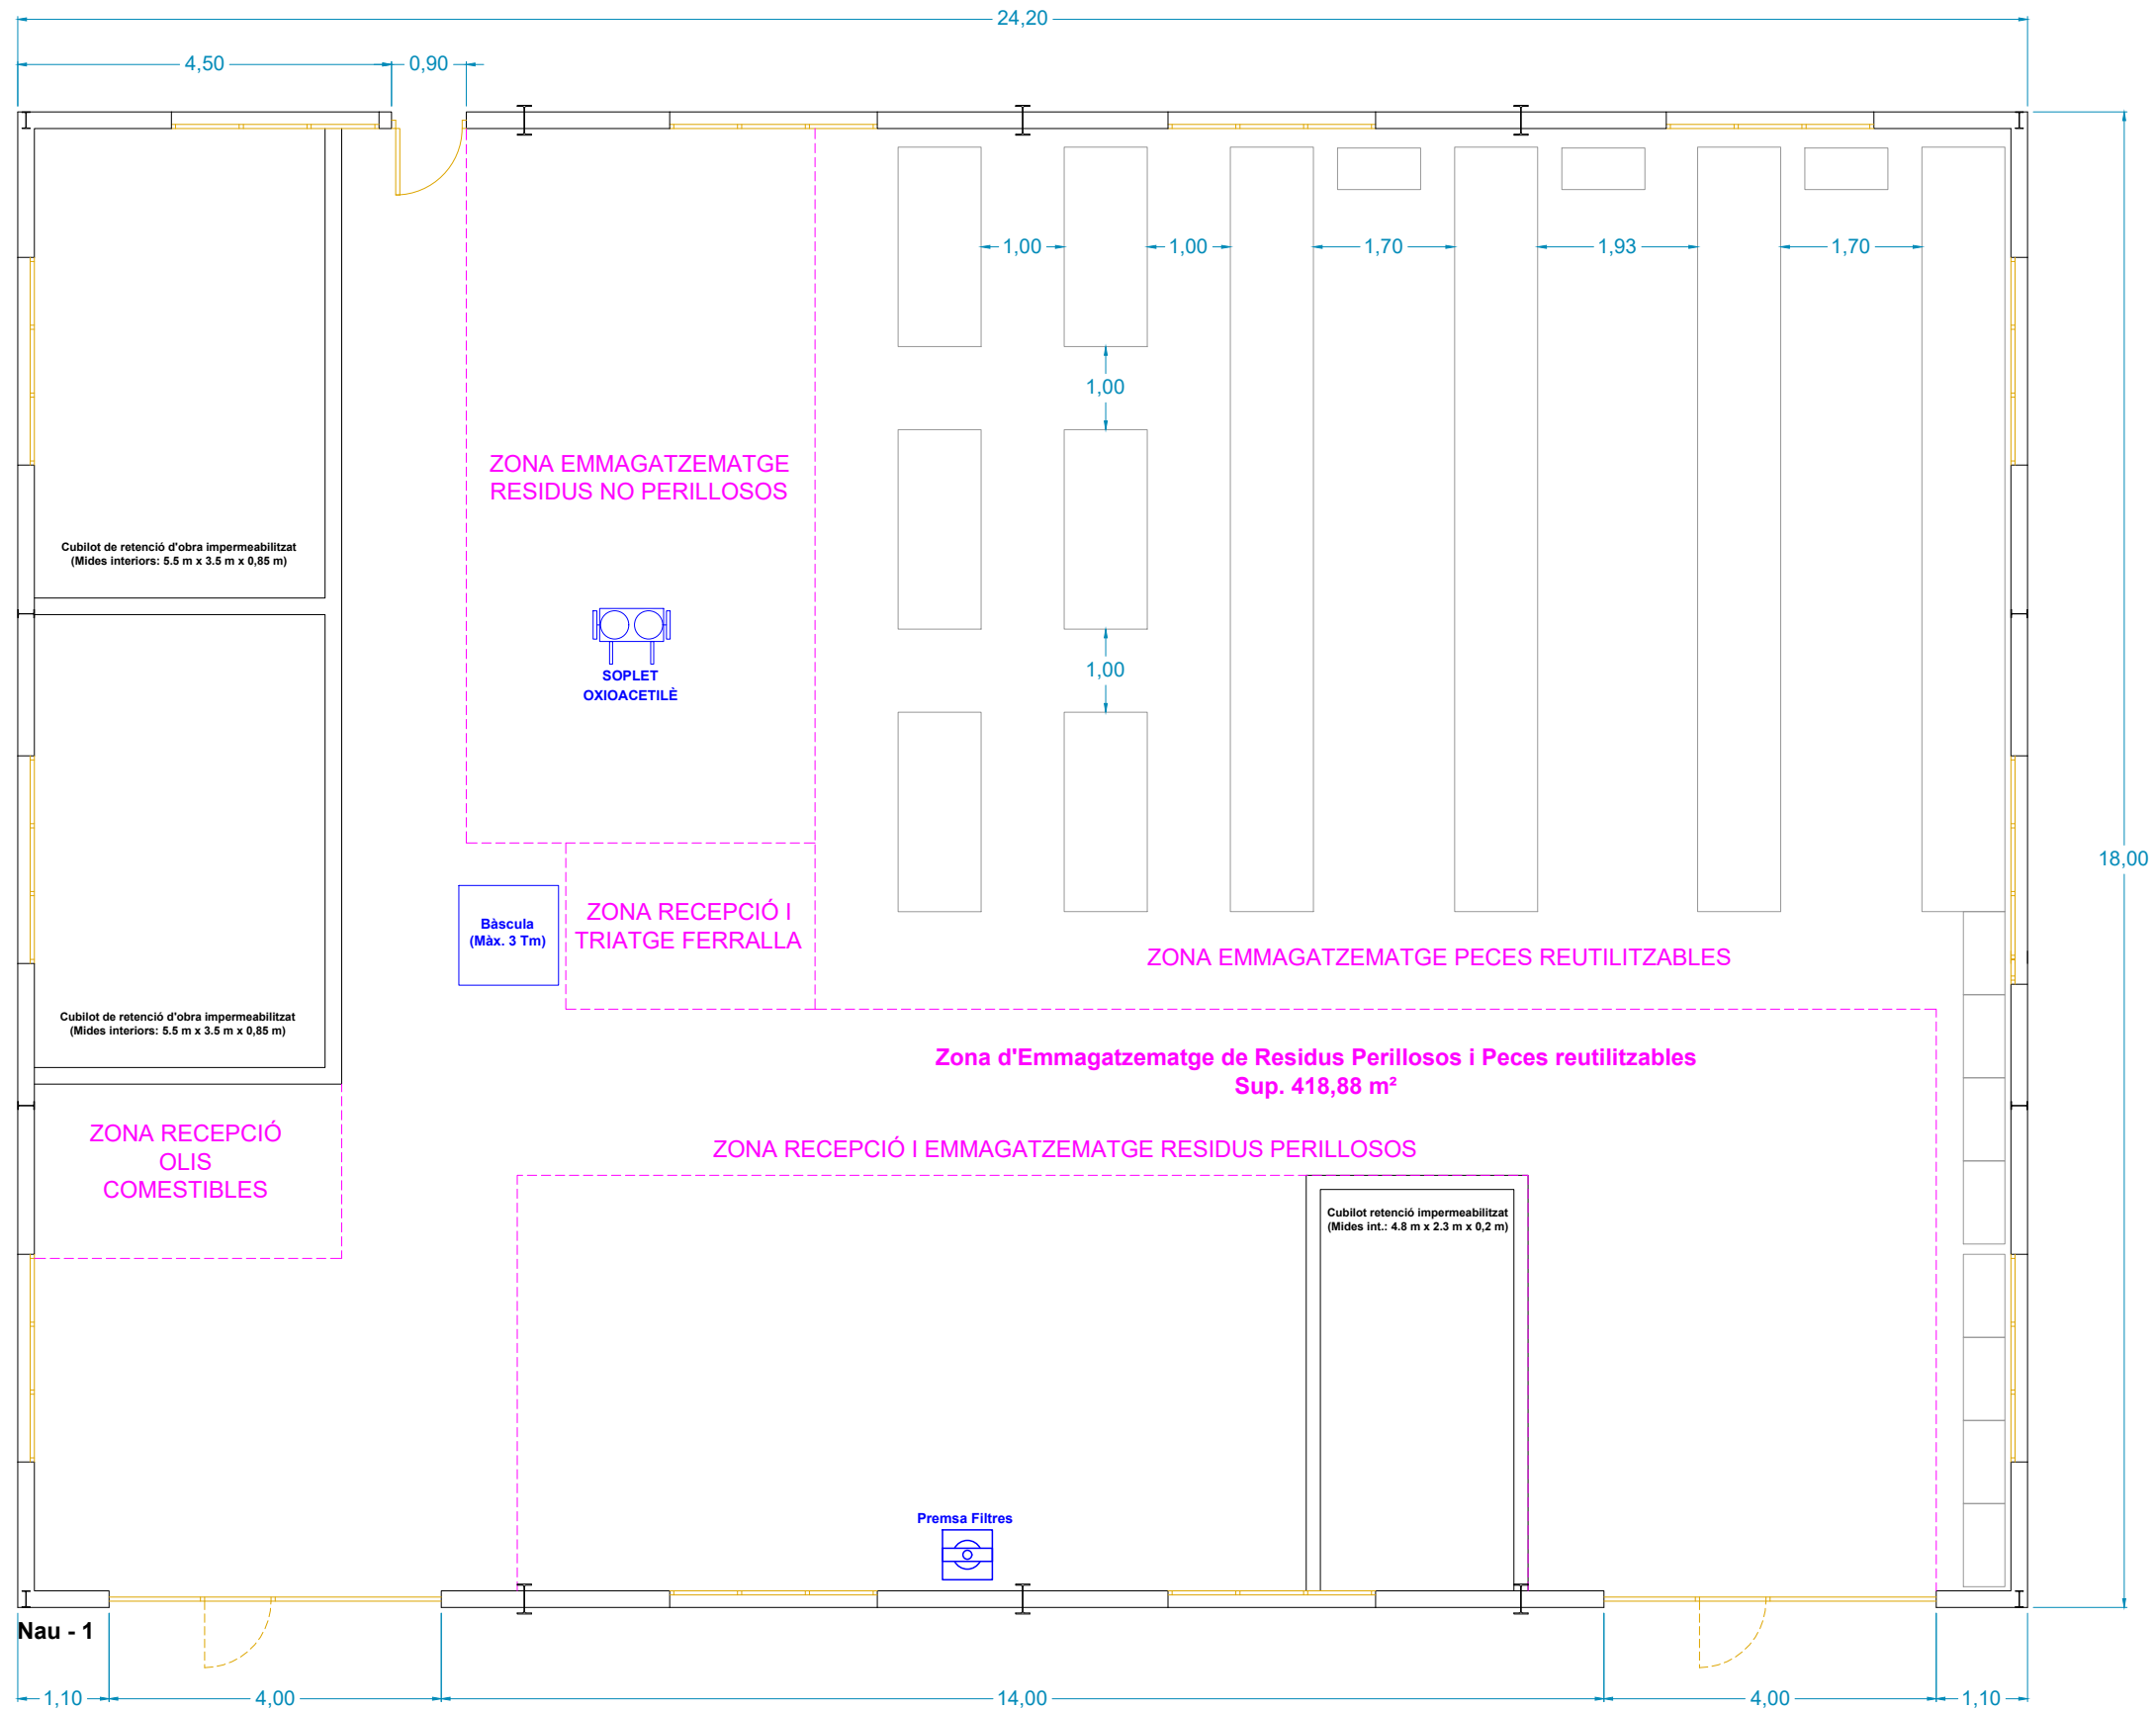 24,20
4,50
0,90
1,00
1,00
1,70
1,93
1,70
1,00
ZONA EMMAGATZEMATGE
RESIDUS NO PERILLOSOS
Cubilot de retenció d'obra impermeabilitzat
(Mides interiors: 5.5 m x 3.5 m x 0,85 m)
SOPLET
OXIOACETILÈ
1,00
18,00
Bàscula
(Màx. 3 Tm)
ZONA RECEPCIÓ I
TRIATGE FERRALLA
ZONA EMMAGATZEMATGE PECES REUTILITZABLES
Cubilot de retenció d'obra impermeabilitzat
(Mides interiors: 5.5 m x 3.5 m x 0,85 m)
Zona d'Emmagatzematge de Residus Perillosos i Peces reutilitzables
Sup. 418,88 m²
ZONA RECEPCIÓ
OLIS
COMESTIBLES
ZONA RECEPCIÓ I EMMAGATZEMATGE RESIDUS PERILLOSOS
Cubilot retenció impermeabilitzat
(Mides int.: 4.8 m x 2.3 m x 0,2 m)
Premsa Filtres
Nau - 1
1,10
4,00
14,00
4,00
1,10